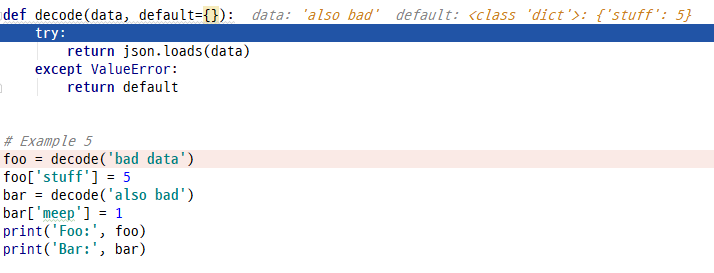 def decode(data, default={}):  data: 'also bad'  default: <class 'dict'>: {'stuff': 5}
    try:
        return json.loads(data)
    except ValueError:
        return default
# Example 5
foo = decode('bad data')
foo['stuff'] = 5
bar = decode('also bad')
bar['meep'] = 1
print('Foo:', foo)
print('Bar:', bar)